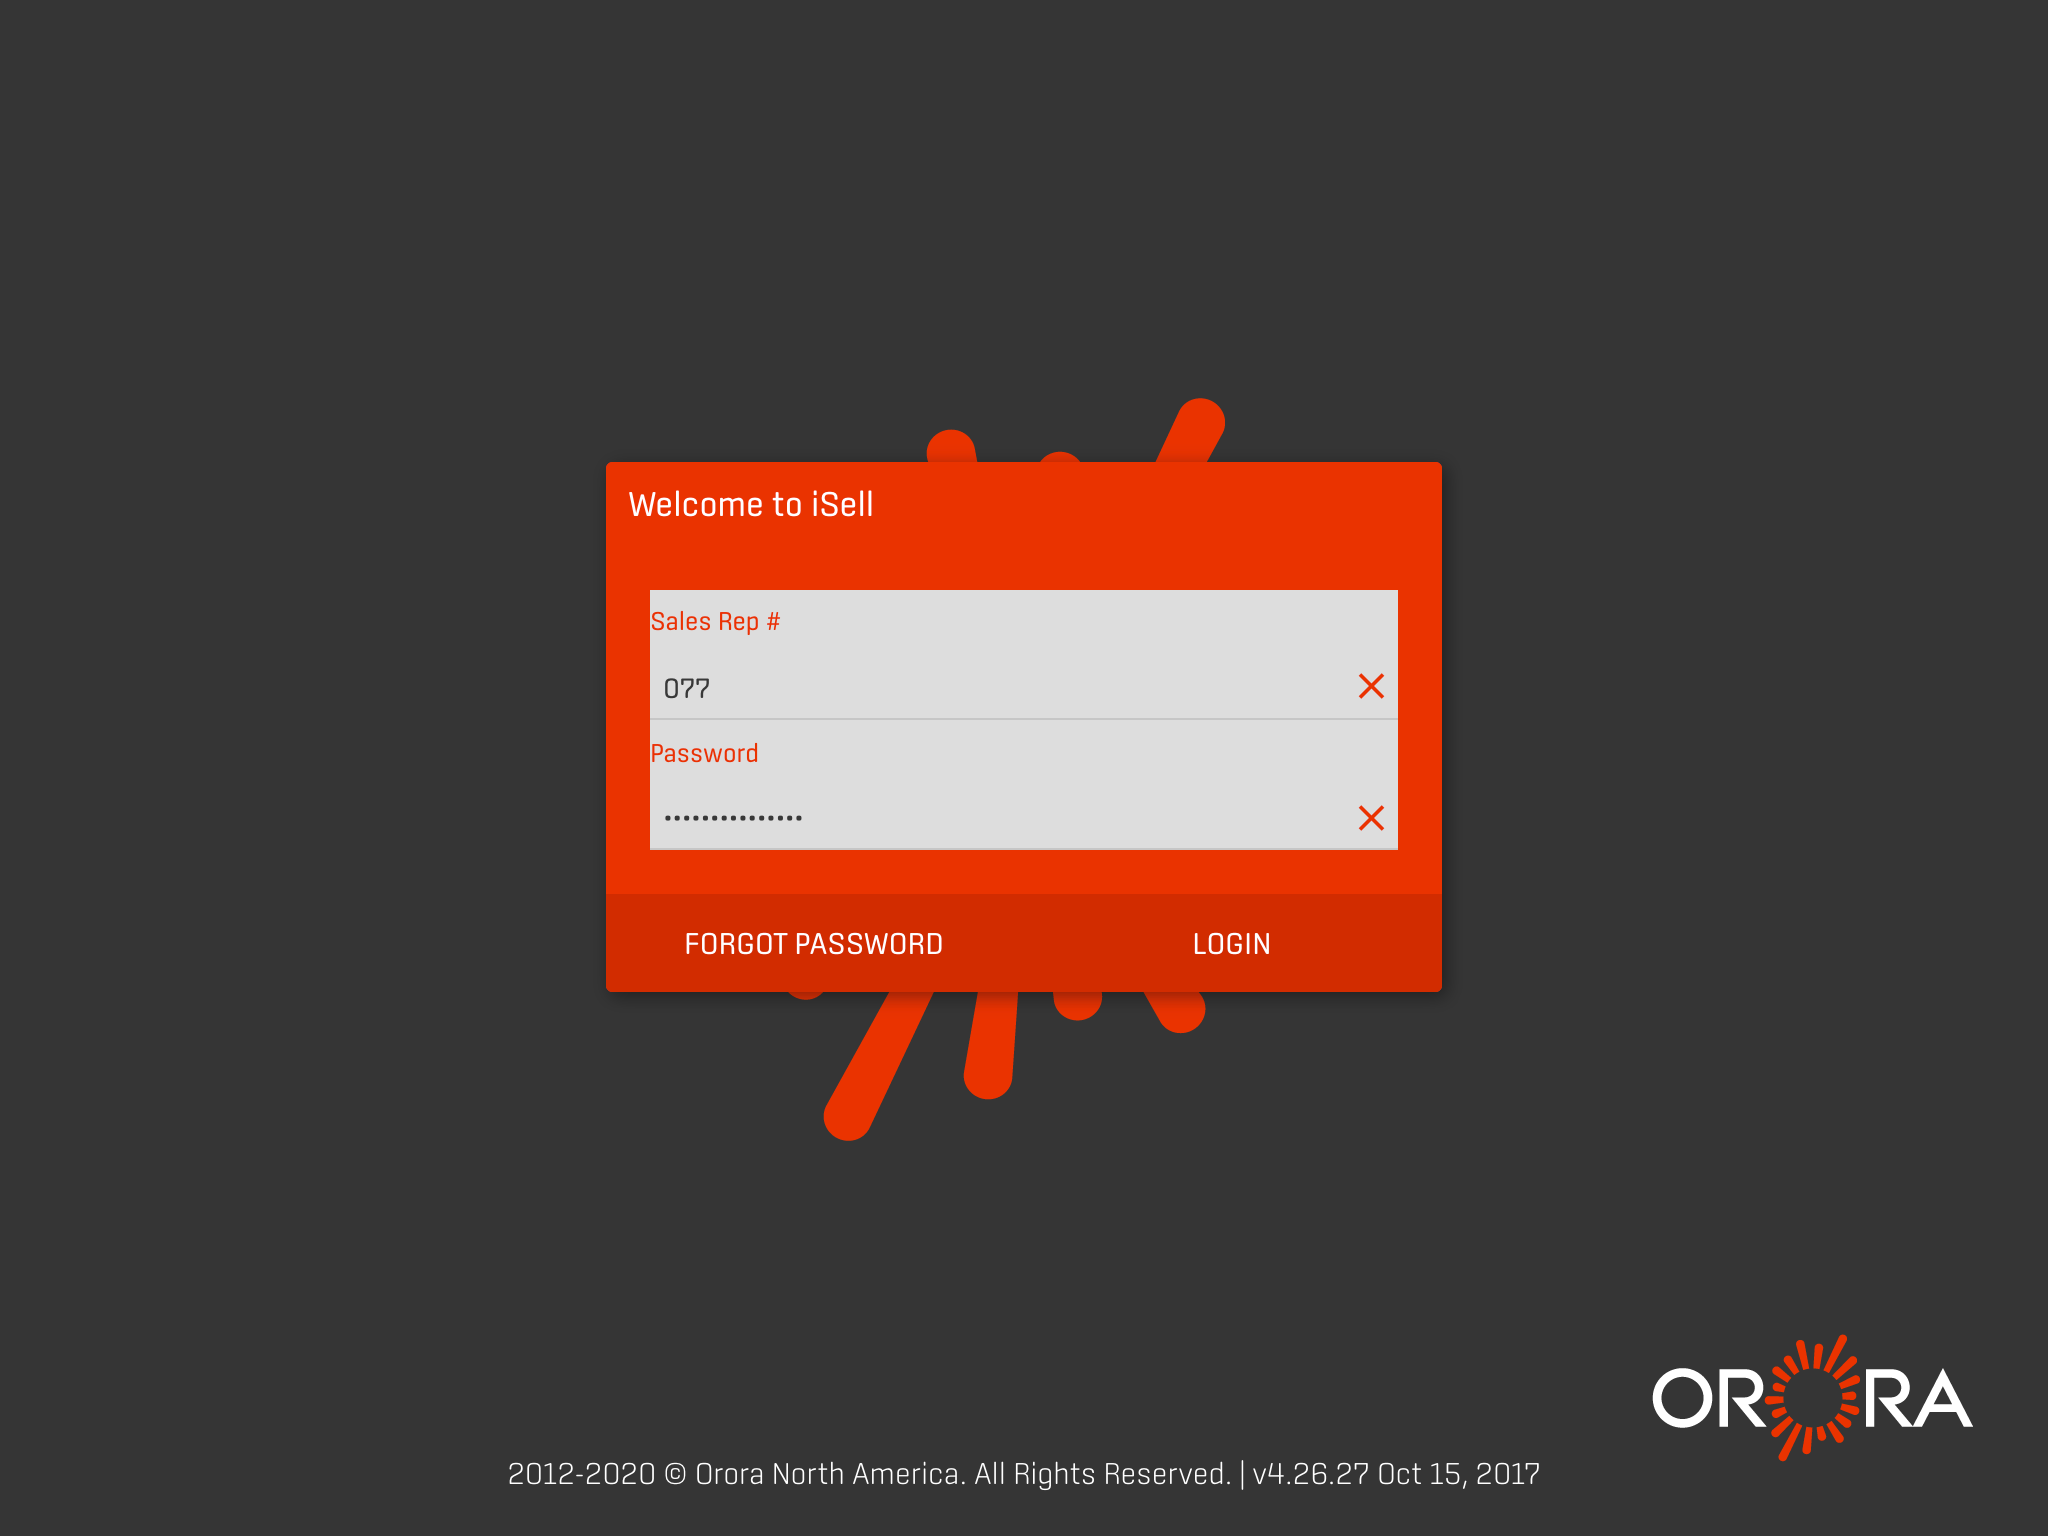 Welcome to iSell
Sales Rep #
077
Password
•••••••••••••••
FORGOT PASSWORD
LOGIN
ORORA
2012-2020 © Orora North America. All Rights Reserved. | v4.26.27 Oct 15, 2017